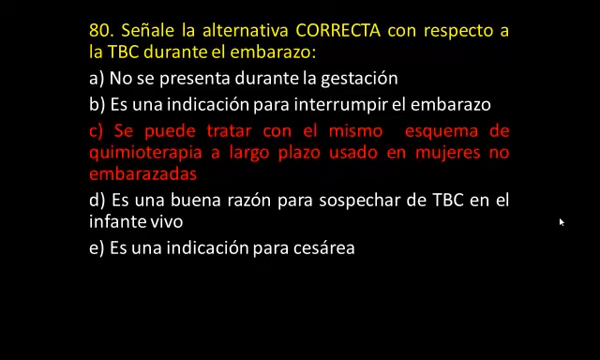 80. Señale la alternativa CORRECTA con respecto a
la TBC durante el embarazo:
a) No se presenta durante la gestación
b) Es una indicación para interrumpir el embarazo
c) Se puede tratar con el mismo esquema de
quimioterapia a largo plazo usado en mujeres no
embarazadas
d) Es una buena razón para sospechar de TBC en el
infante vivo
e) Es una indicación para cesárea